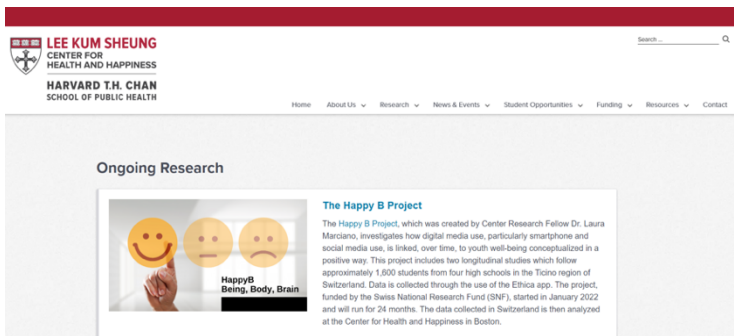 LEE KUM SHEUNG
CENTER FOR
HEALTH AND HAPPINESS
HARVARD T.H. CHAN
SCHOOL OF PUBLIC HEALTH
Search ...
Home About Us Research News & Events Student Opportunities Funding Resources Contact
Ongoing Research
The Happy B Project
The Happy B Project, which was created by Center Research Fellow Dr. Laura
Marciano, investigates how digital media use, particularly smartphone and
social media use, is linked, over time, to youth well-being conceptualized in a
positive way. This project includes two longitudinal studies which follow
approximately 1,600 students from four high schools in the Ticino region of
Switzerland. Data is collected through the use of the Ethica app. The project,
funded by the Swiss National Research Fund (SNF), started in January 2022
and will run for 24 months. The data collected in Switzerland is then analyzed
at the Center for Health and Happiness in Boston.
HappyB
Being, Body, Brain